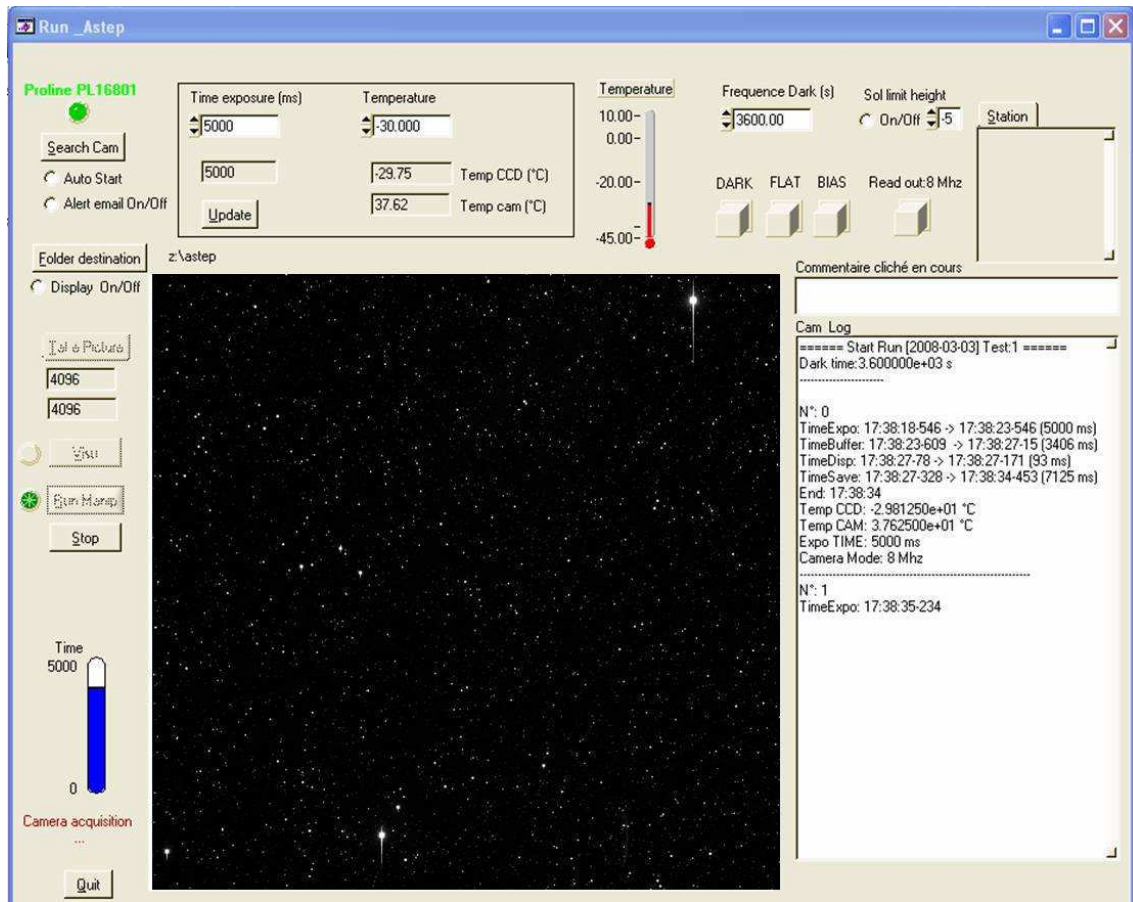 Run _Astep
Proline PL16801
Search Cam
Auto Start
Alert email On/Off
Time exposure (ms)
5000
5000
Update
Temperature
-30.000
-29.75 Temp CCD (°C)
37.62 Temp cam (°C)
Temperature
10.00-
0.00-
-20.00-
-45.00-
Frequence Dark (s)
3600.00
Sol limit height
On/Off -5
DARK FLAT BIAS Read out:8 Mhz
Station
Folder destination
z:\astep
Display On/Off
Commentaire cliché en cours
4096
4096
Visu
Run Manip
Stop
Time
5000
0
Camera acquisition
...
Quit
Cam Log
====== Start Run [2008-03-03] Test:1 ======
Dark time:3.600000e+03 s
---------------------
N°: 0
TimeExpo: 17:38:18-546 -> 17:38:23-546 (5000 ms)
TimeBuffer: 17:38:23-609 -> 17:38:27-15 (3406 ms)
TimeDisp: 17:38:27-78 -> 17:38:27-171 (93 ms)
TimeSave: 17:38:27-328 -> 17:38:34-453 (7125 ms)
End: 17:38:34
Temp CCD: -2.981250e+01 °C
Temp CAM: 3.762500e+01 °C
Expo TIME: 5000 ms
Camera Mode: 8 Mhz
----------------------------------------------------------
N°: 1
TimeExpo: 17:38:35-234